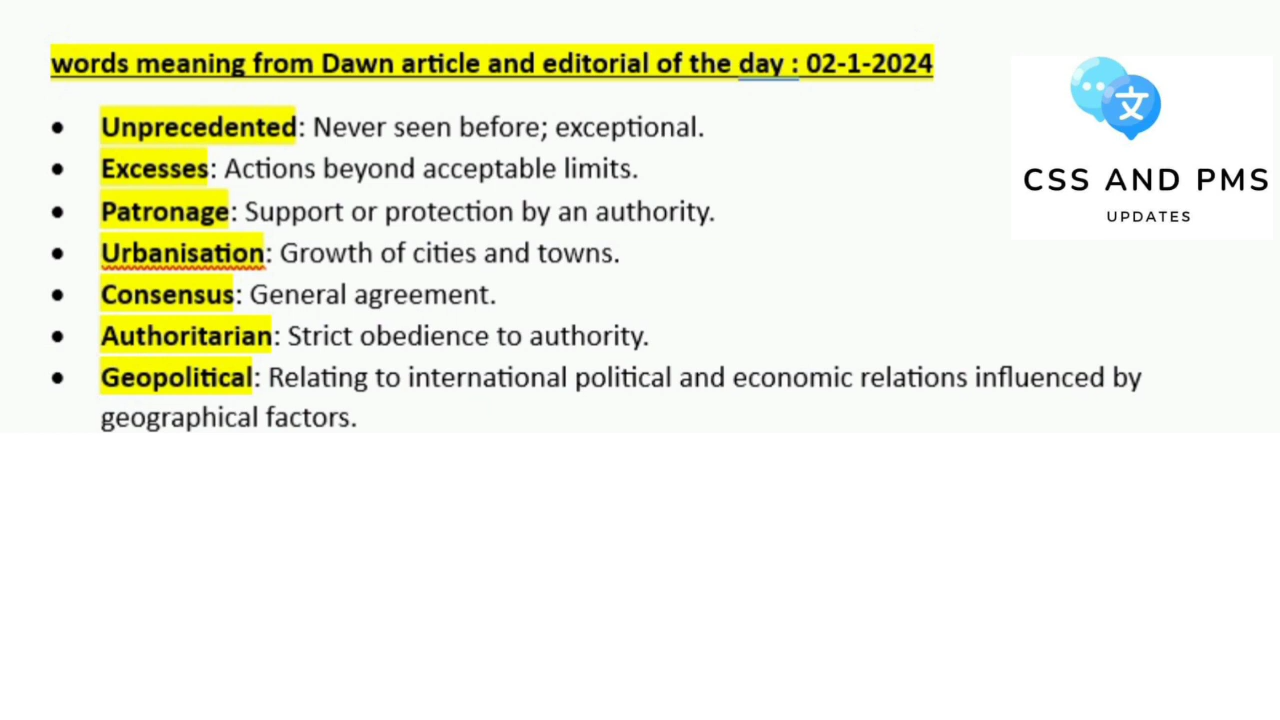 words meaning from Dawn article and editorial of the day : 02-1-2024
• Unprecedented: Never seen before; exceptional.
• Excesses: Actions beyond acceptable limits.
• Patronage: Support or protection by an authority.
• Urbanisation: Growth of cities and towns.
• Consensus: General agreement.
• Authoritarian: Strict obedience to authority.
• Geopolitical: Relating to international political and economic relations influenced by
geographical factors.
文
CSS AND PMS
UPDATES